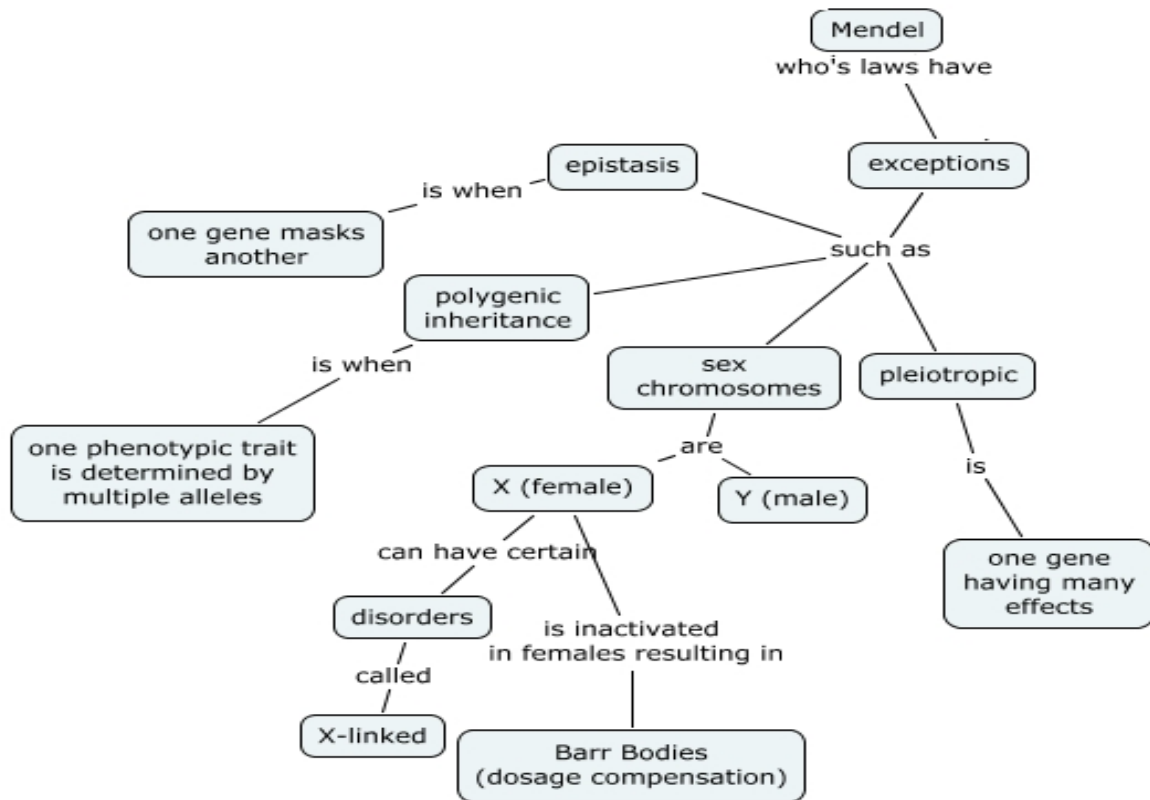 Mendel
who's laws have
exceptions
such as
epistasis
is when
one gene masks
another
polygenic
inheritance
is when
one phenotypic trait
is determined by
multiple alleles
sex
chromosomes
are
X (female)
Y (male)
can have certain
disorders
called
X-linked
is inactivated
in females resulting in
Barr Bodies
(dosage compensation)
pleiotropic
is
one gene
having many
effects